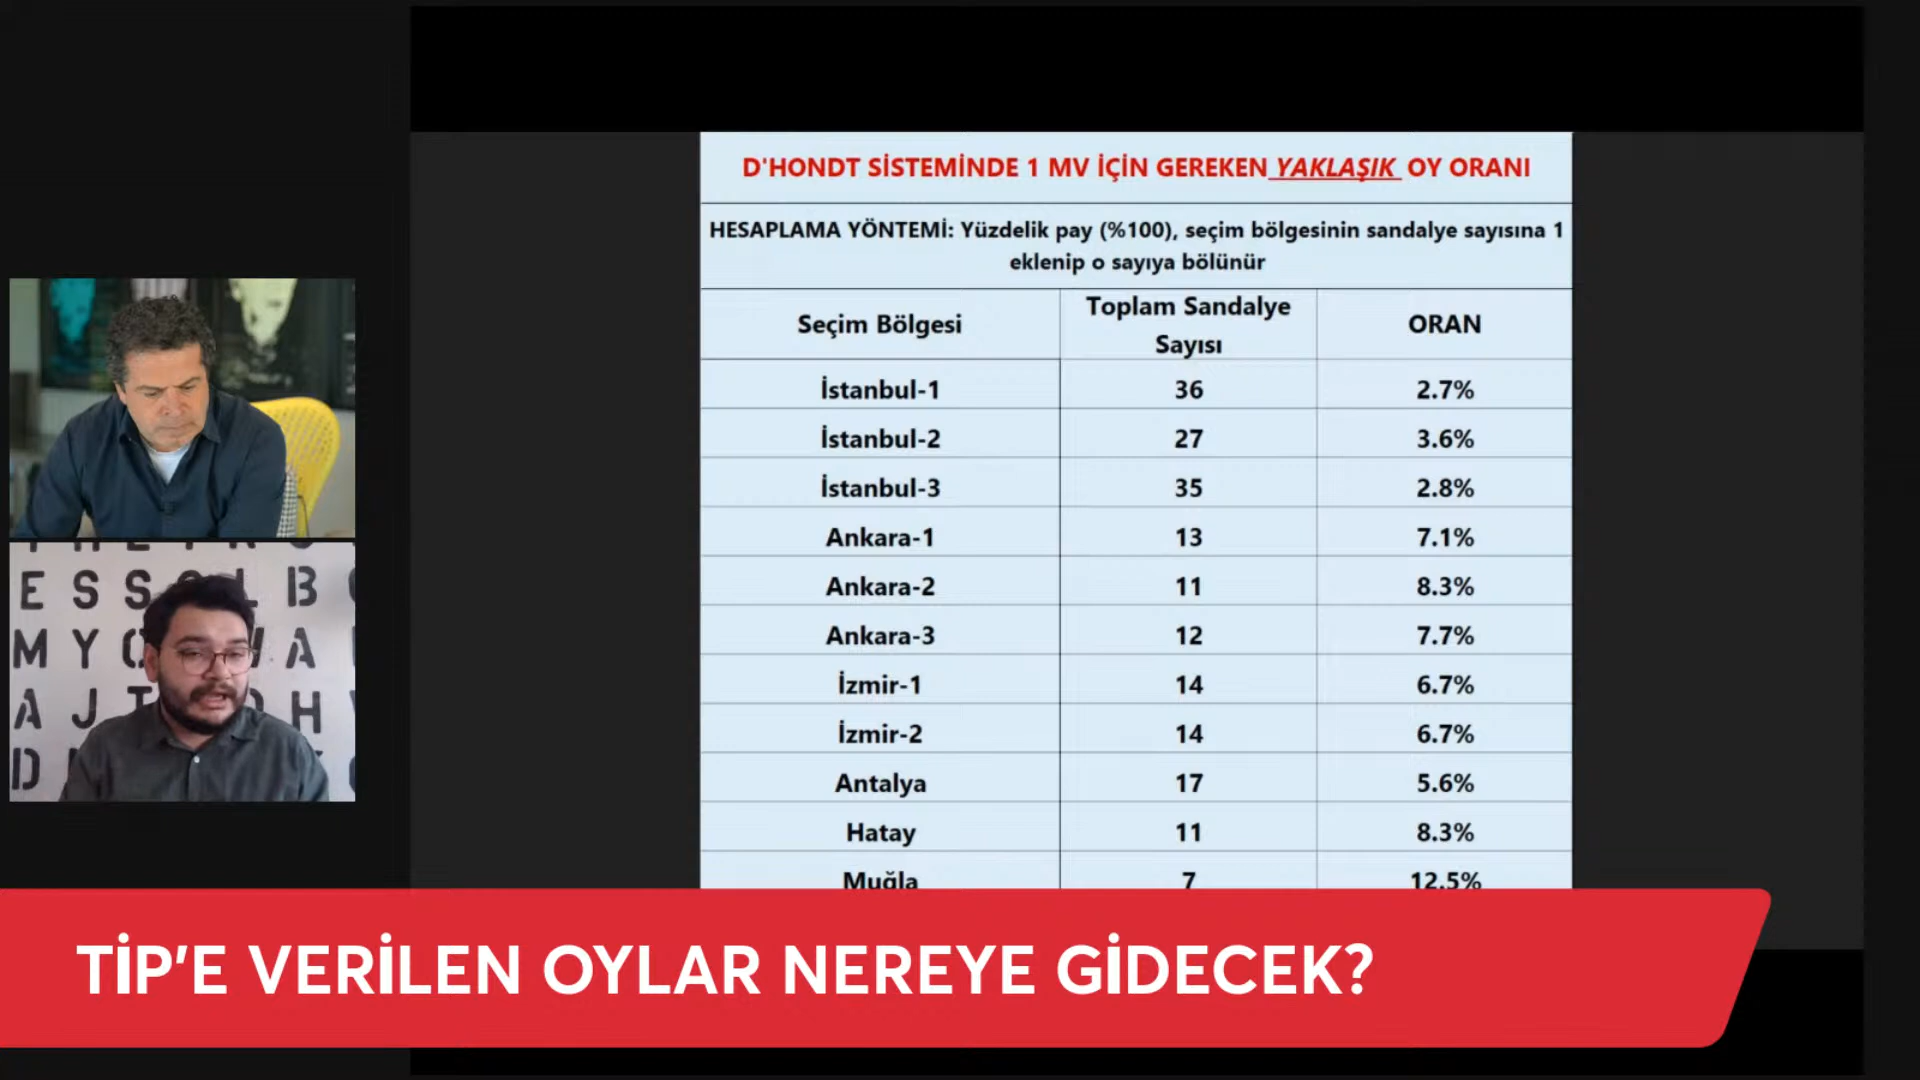 D'HONDT SİSTEMİNDE 1 MV İÇİN GEREKEN YAKLAŞIK OY ORANI
HESAPLAMA YÖNTEMİ: Yüzdelik pay (%100), seçim bölgesinin sandalye sayısına 1
eklenip o sayıya bölünür
Seçim Bölgesi Toplam Sandalye Sayısı ORAN
İstanbul-1 36 2.7%
İstanbul-2 27 3.6%
İstanbul-3 35 2.8%
Ankara-1 13 7.1%
Ankara-2 11 8.3%
Ankara-3 12 7.7%
İzmir-1 14 6.7%
İzmir-2 14 6.7%
Antalya 17 5.6%
Hatay 11 8.3%
Muğla 7 12.5%
TİP'E VERİLEN OYLAR NEREYE GİDECEK?